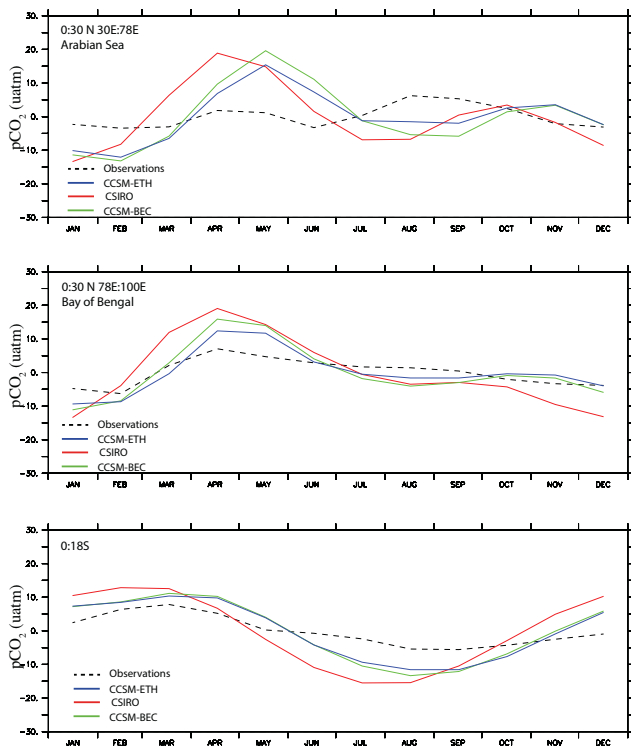 30.
20.
10.
0.
-10.
-20.
-30.
pCO2 (uatm)
0:30 N 30E:78E
Arabian Sea
Observations
CCSM-ETH
CSIRO
CCSM-BEC
JAN FEB MAR APR MAY JUN JUL AUG SEP OCT NOV DEC
30.
20.
10.
0.
-10.
-20.
-30.
pCO2 (uatm)
0:30 N 78E:100E
Bay of Bengal
Observations
CCSM-ETH
CSIRO
CCSM-BEC
JAN FEB MAR APR MAY JUN JUL AUG SEP OCT NOV DEC
30.
20.
10.
0.
-10.
-20.
-30.
pCO2 (uatm)
0:18S
Observations
CCSM-ETH
CSIRO
CCSM-BEC
JAN FEB MAR APR MAY JUN JUL AUG SEP OCT NOV DEC